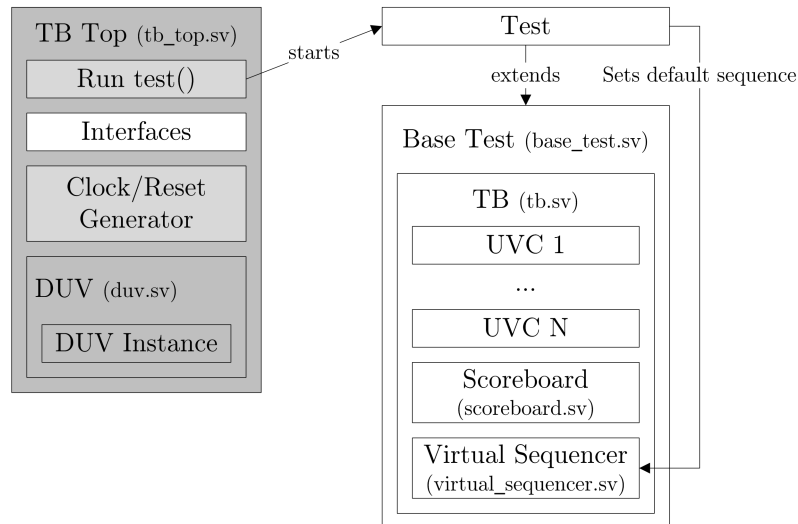 TB Top (tb_top.sv)
Run test()
Interfaces
Clock/Reset
Generator
DUV (duv.sv)
DUV Instance
starts
Test
extends
Sets default sequence
Base Test (base_test.sv)
TB (tb.sv)
UVC 1
...
UVC N
Scoreboard
(scoreboard.sv)
Virtual Sequencer
(virtual_sequencer.sv)